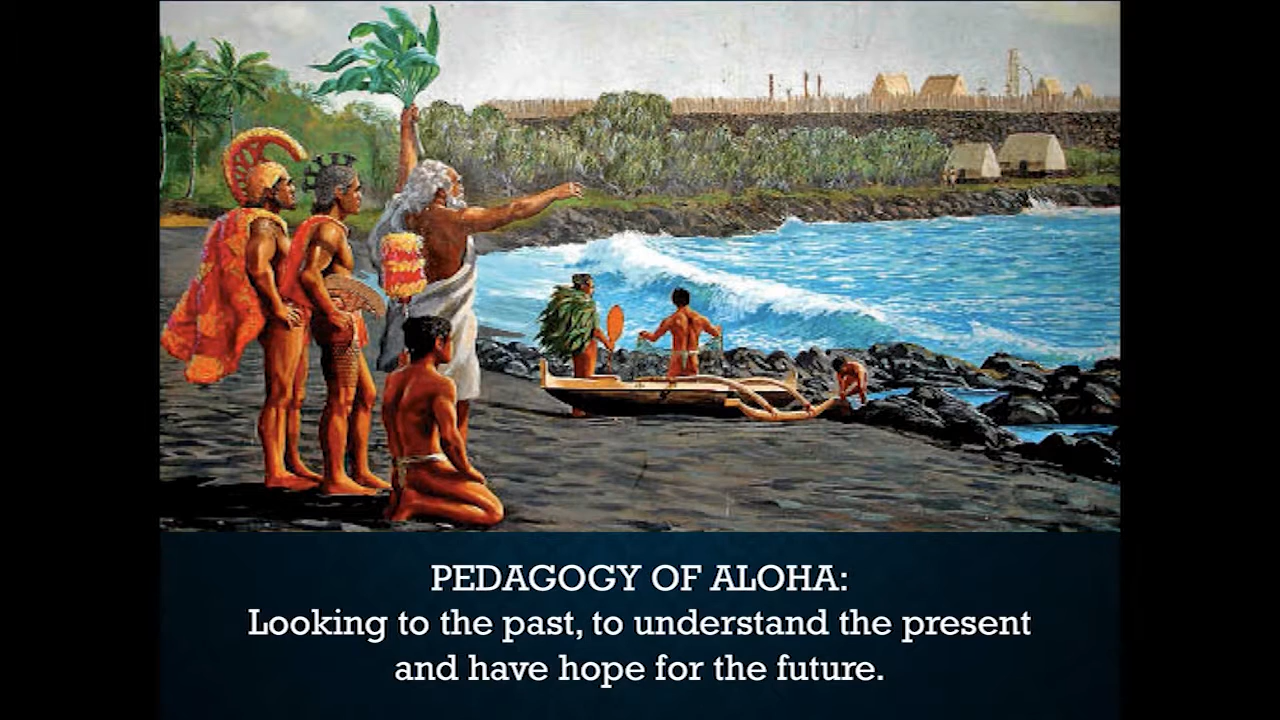 PEDAGOGY OF ALOHA:
Looking to the past, to understand the present
and have hope for the future.